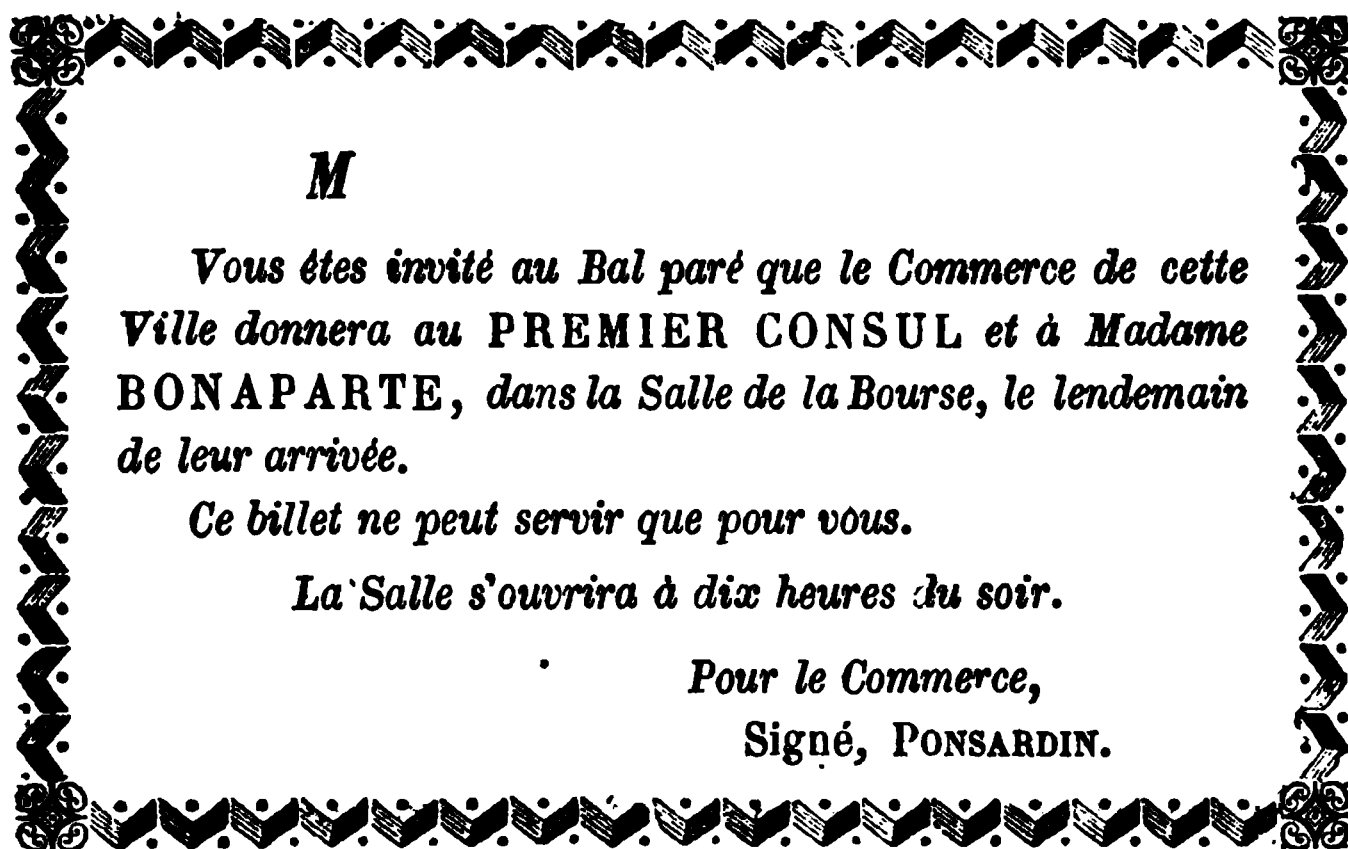 M
Vous êtes invité au Bal paré que le Commerce de cette
Ville donnera au PREMIER CONSUL et à Madame
BONAPARTE, dans la Salle de la Bourse, le lendemain
de leur arrivée.
Ce billet ne peut servir que pour vous.
La Salle s'ouvrira à dix heures du soir.
Pour le Commerce,
Signé, PONSARDIN.